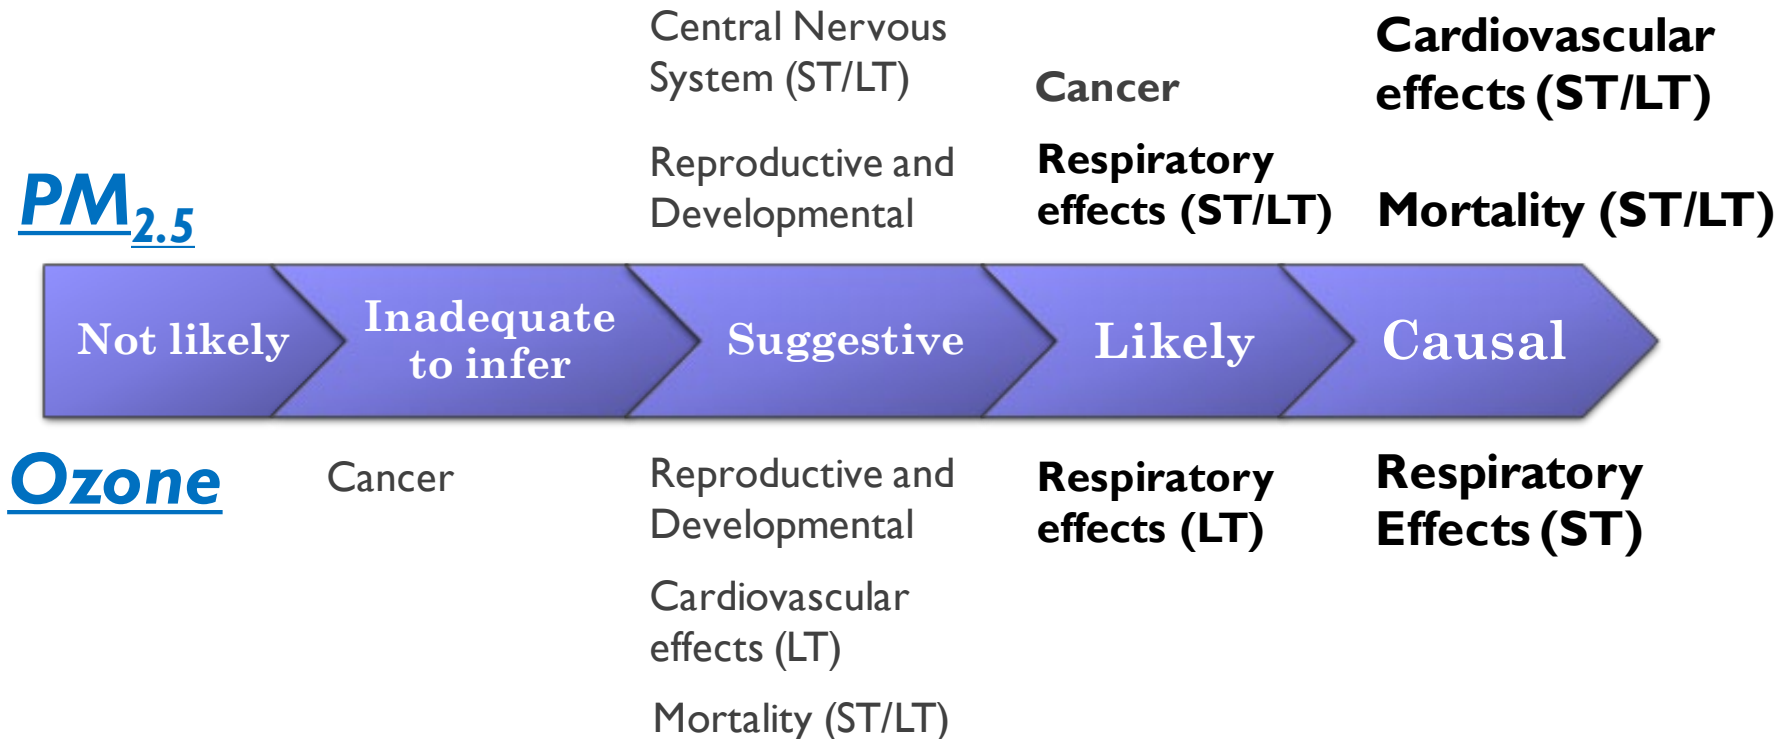 Central Nervous
System (ST/LT)
Cancer
Cardiovascular
effects (ST/LT)
PM2.5
Reproductive and
Developmental
Respiratory
effects (ST/LT)
Mortality (ST/LT)
Not likely
Inadequate
to infer
Suggestive
Likely
Causal
Ozone
Cancer
Reproductive and
Developmental
Respiratory
effects (LT)
Respiratory
Effects (ST)
Cardiovascular
effects (LT)
Mortality (ST/LT)